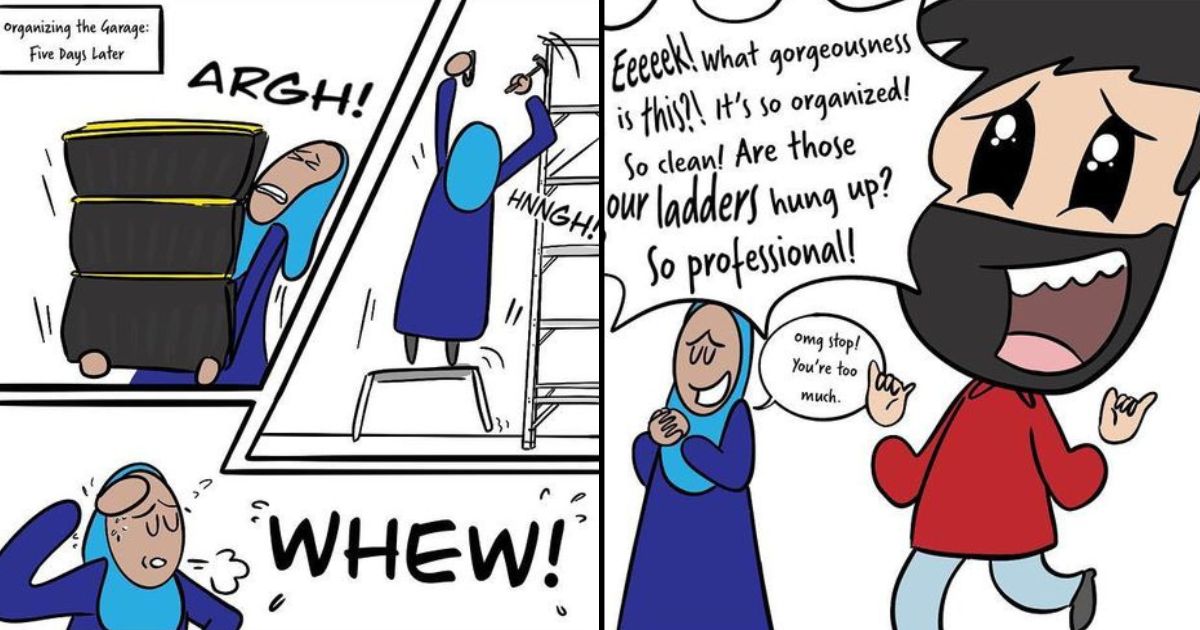 Organizing the Garage:
Five Days Later
ARGH!
HNNGH!
WHEW!
Eeeeek! What gorgeousness
is this?! It's so organized!
So clean! Are those
our ladders hung up?
So professional!
omg stop!
You're too
much.